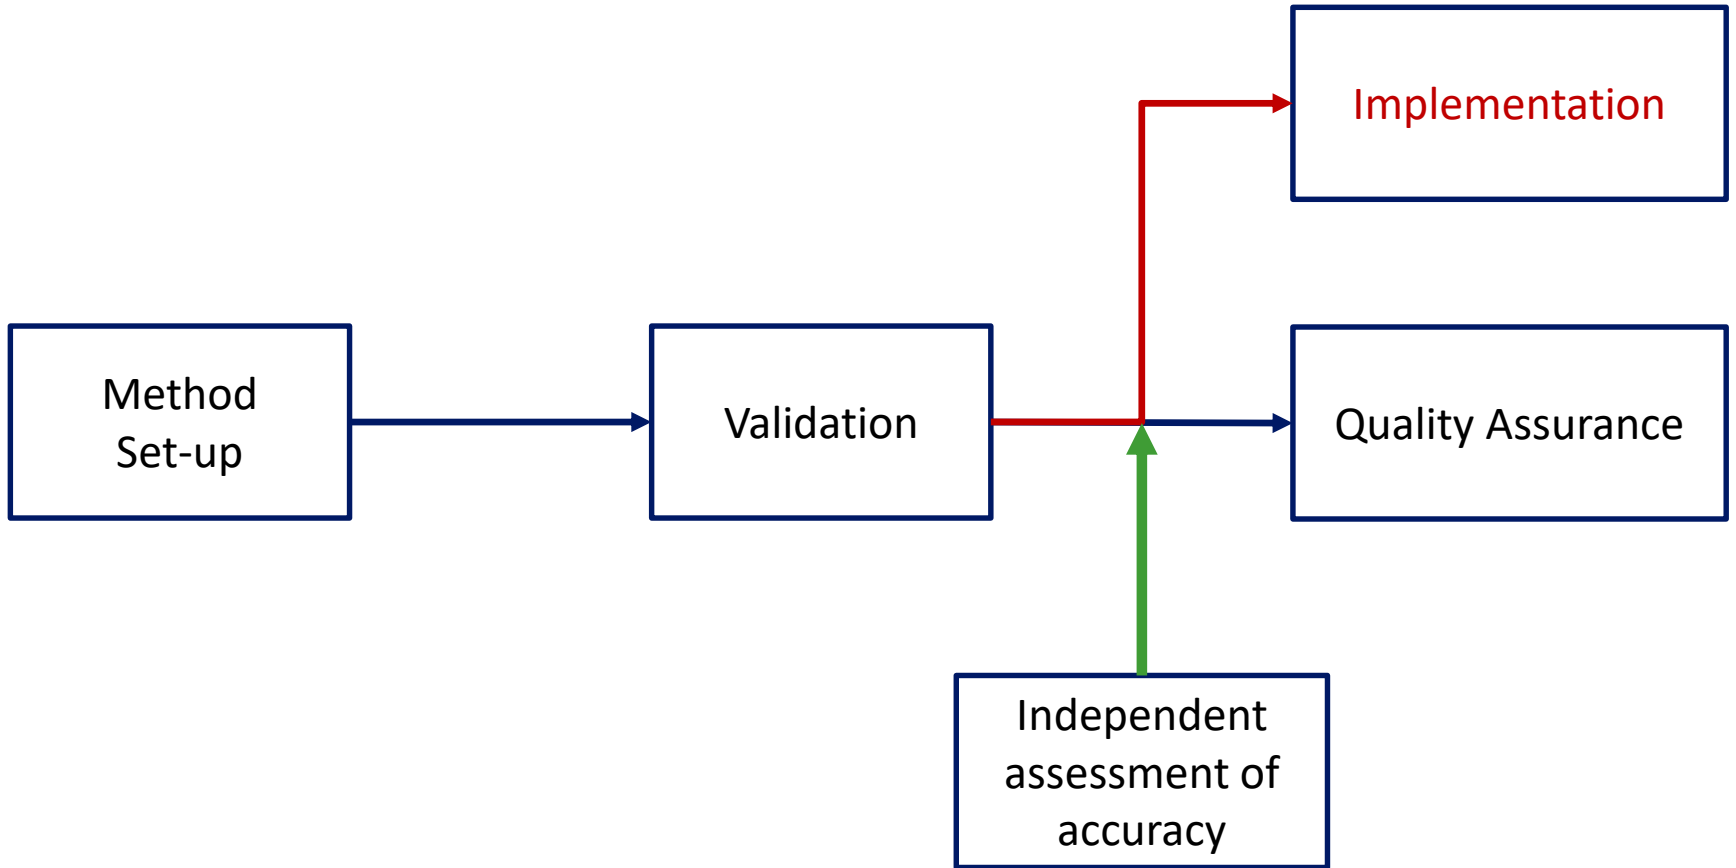 Implementation
Method
Set-up
Validation
Quality Assurance
Independent
assessment of
accuracy